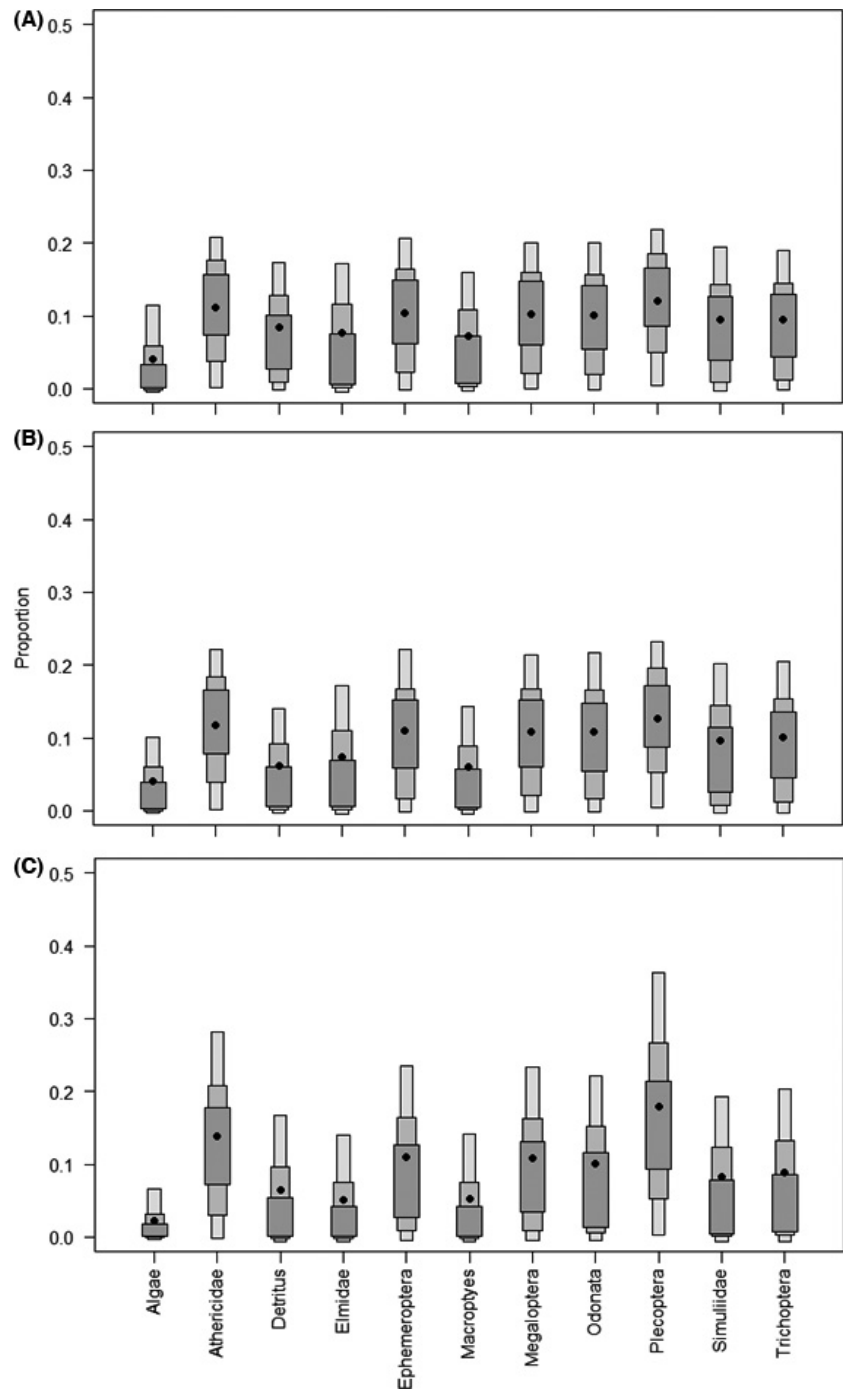 (A)
0.5
0.4
0.3
0.2
0.1
0.0
(B)
0.5
0.4
0.3
0.2
0.1
0.0
Proportion
(C)
0.5
0.4
0.3
0.2
0.1
0.0
Algae
Athericidae
Detritus
Elmidae
Ephemeroptera
Macroptyes
Megaloptera
Odonata
Plecoptera
Simuliidae
Trichoptera